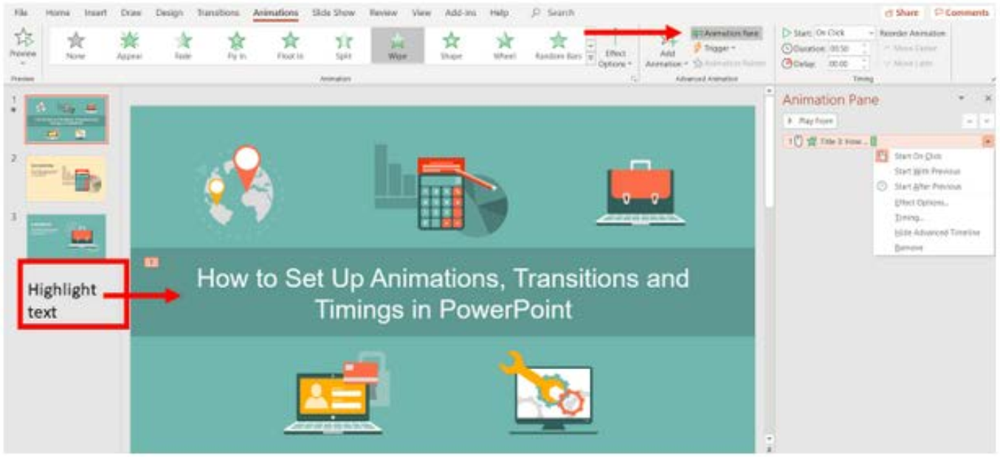 File Home Insert Draw Design Transitions Animations Slide Show Review View Add-ins Help Search Share Comments
Preview None Appear Fade Fly In Float In Split Wipe Shape Wheel Random Bars Effect Options Add Animation Animation Pane Trigger Animation Painter
Start: On Click Reorder Animation
Duration: 00.50 Move Earlier
Delay: 00.00 Move Later
Preview Animation Advanced Animation Timing
Animation Pane
Play From
1 Title 3: How ...
Start On Click
Start With Previous
Start After Previous
Effect Options...
Timing...
Hide Advanced Timeline
Remove
1
2
3
Highlight
text
1
How to Set Up Animations, Transitions and
Timings in PowerPoint